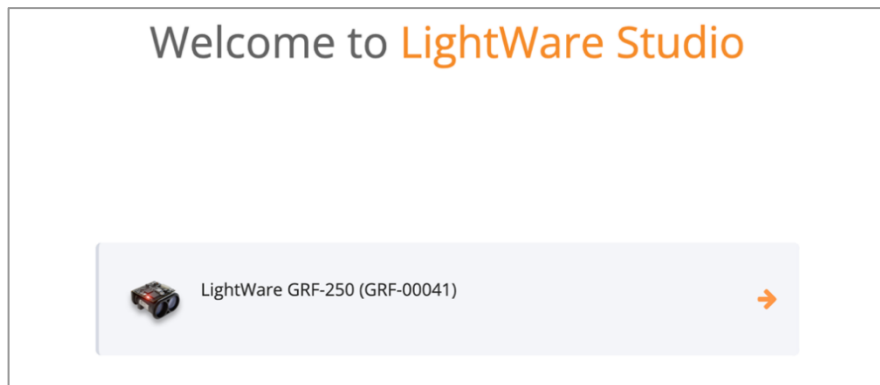 Welcome to LightWare Studio
LightWare GRF-250 (GRF-00041)